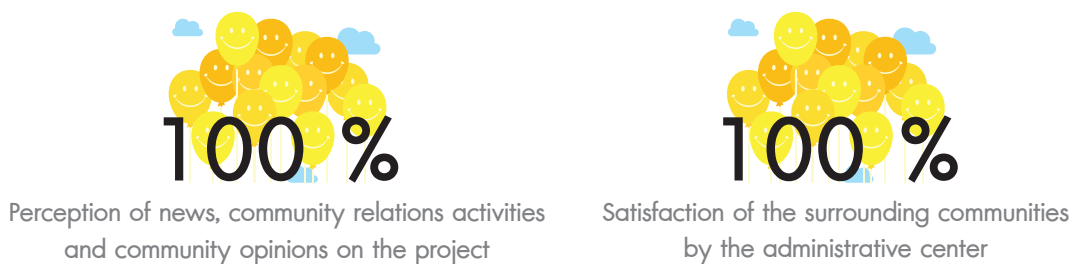 100 %
Perception of news, community relations activities
and community opinions on the project
100 %
Satisfaction of the surrounding communities
by the administrative center